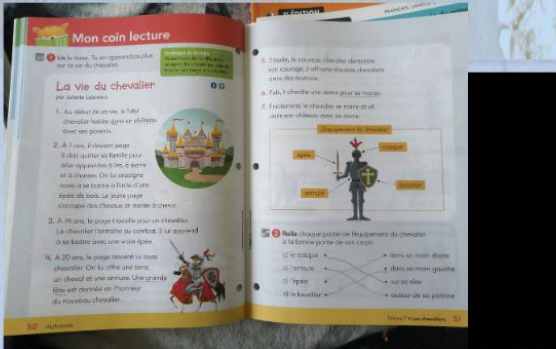 Mon coin lecture
1 Lis le texte. Tu en apprendras plus
sur la vie du chevalier.
La vie du chevalier
par Juliette Laurence
1. Au début de sa vie, le futur
chevalier habite dans un château
avec ses parents.
2. À 7 ans, il devient page.
Il doit quitter sa famille pour
aller apprendre à lire, à écrire
et à chanter. On lui enseigne
aussi à se battre à l'aide d'une
épée de bois. Le jeune page
s'occupe des chevaux et monte à cheval.
3. À 14 ans, le page travaille pour un chevalier.
Le chevalier l'entraîne au combat. Il lui apprend
à se battre avec une vraie épée.
4. À 20 ans, le page devient lui aussi
chevalier. On lui offre une terre,
un cheval et une armure. Une grande
fête est donnée en l'honneur
du nouveau chevalier.
50 Alphabétik
ÉDITION
FRANÇAIS
5. Ensuite, le nouveau chevalier démontre
son courage. Il affronte d'autres chevaliers
dans des tournois.
6. Puis, il cherche une dame pour se marier.
7. Finalement, le chevalier se marie et vit
dans son château avec sa dame.
L'équipement du chevalier
casque
épée
bouclier
armure
2 Relie chaque partie de l'équipement du chevalier
à la bonne partie de son corps.
a) le casque • • dans sa main droite
b) l'armure • • dans sa main gauche
c) l'épée • • sur sa tête
d) le bouclier • • autour de sa poitrine
Thème 7 • Les chevaliers 51